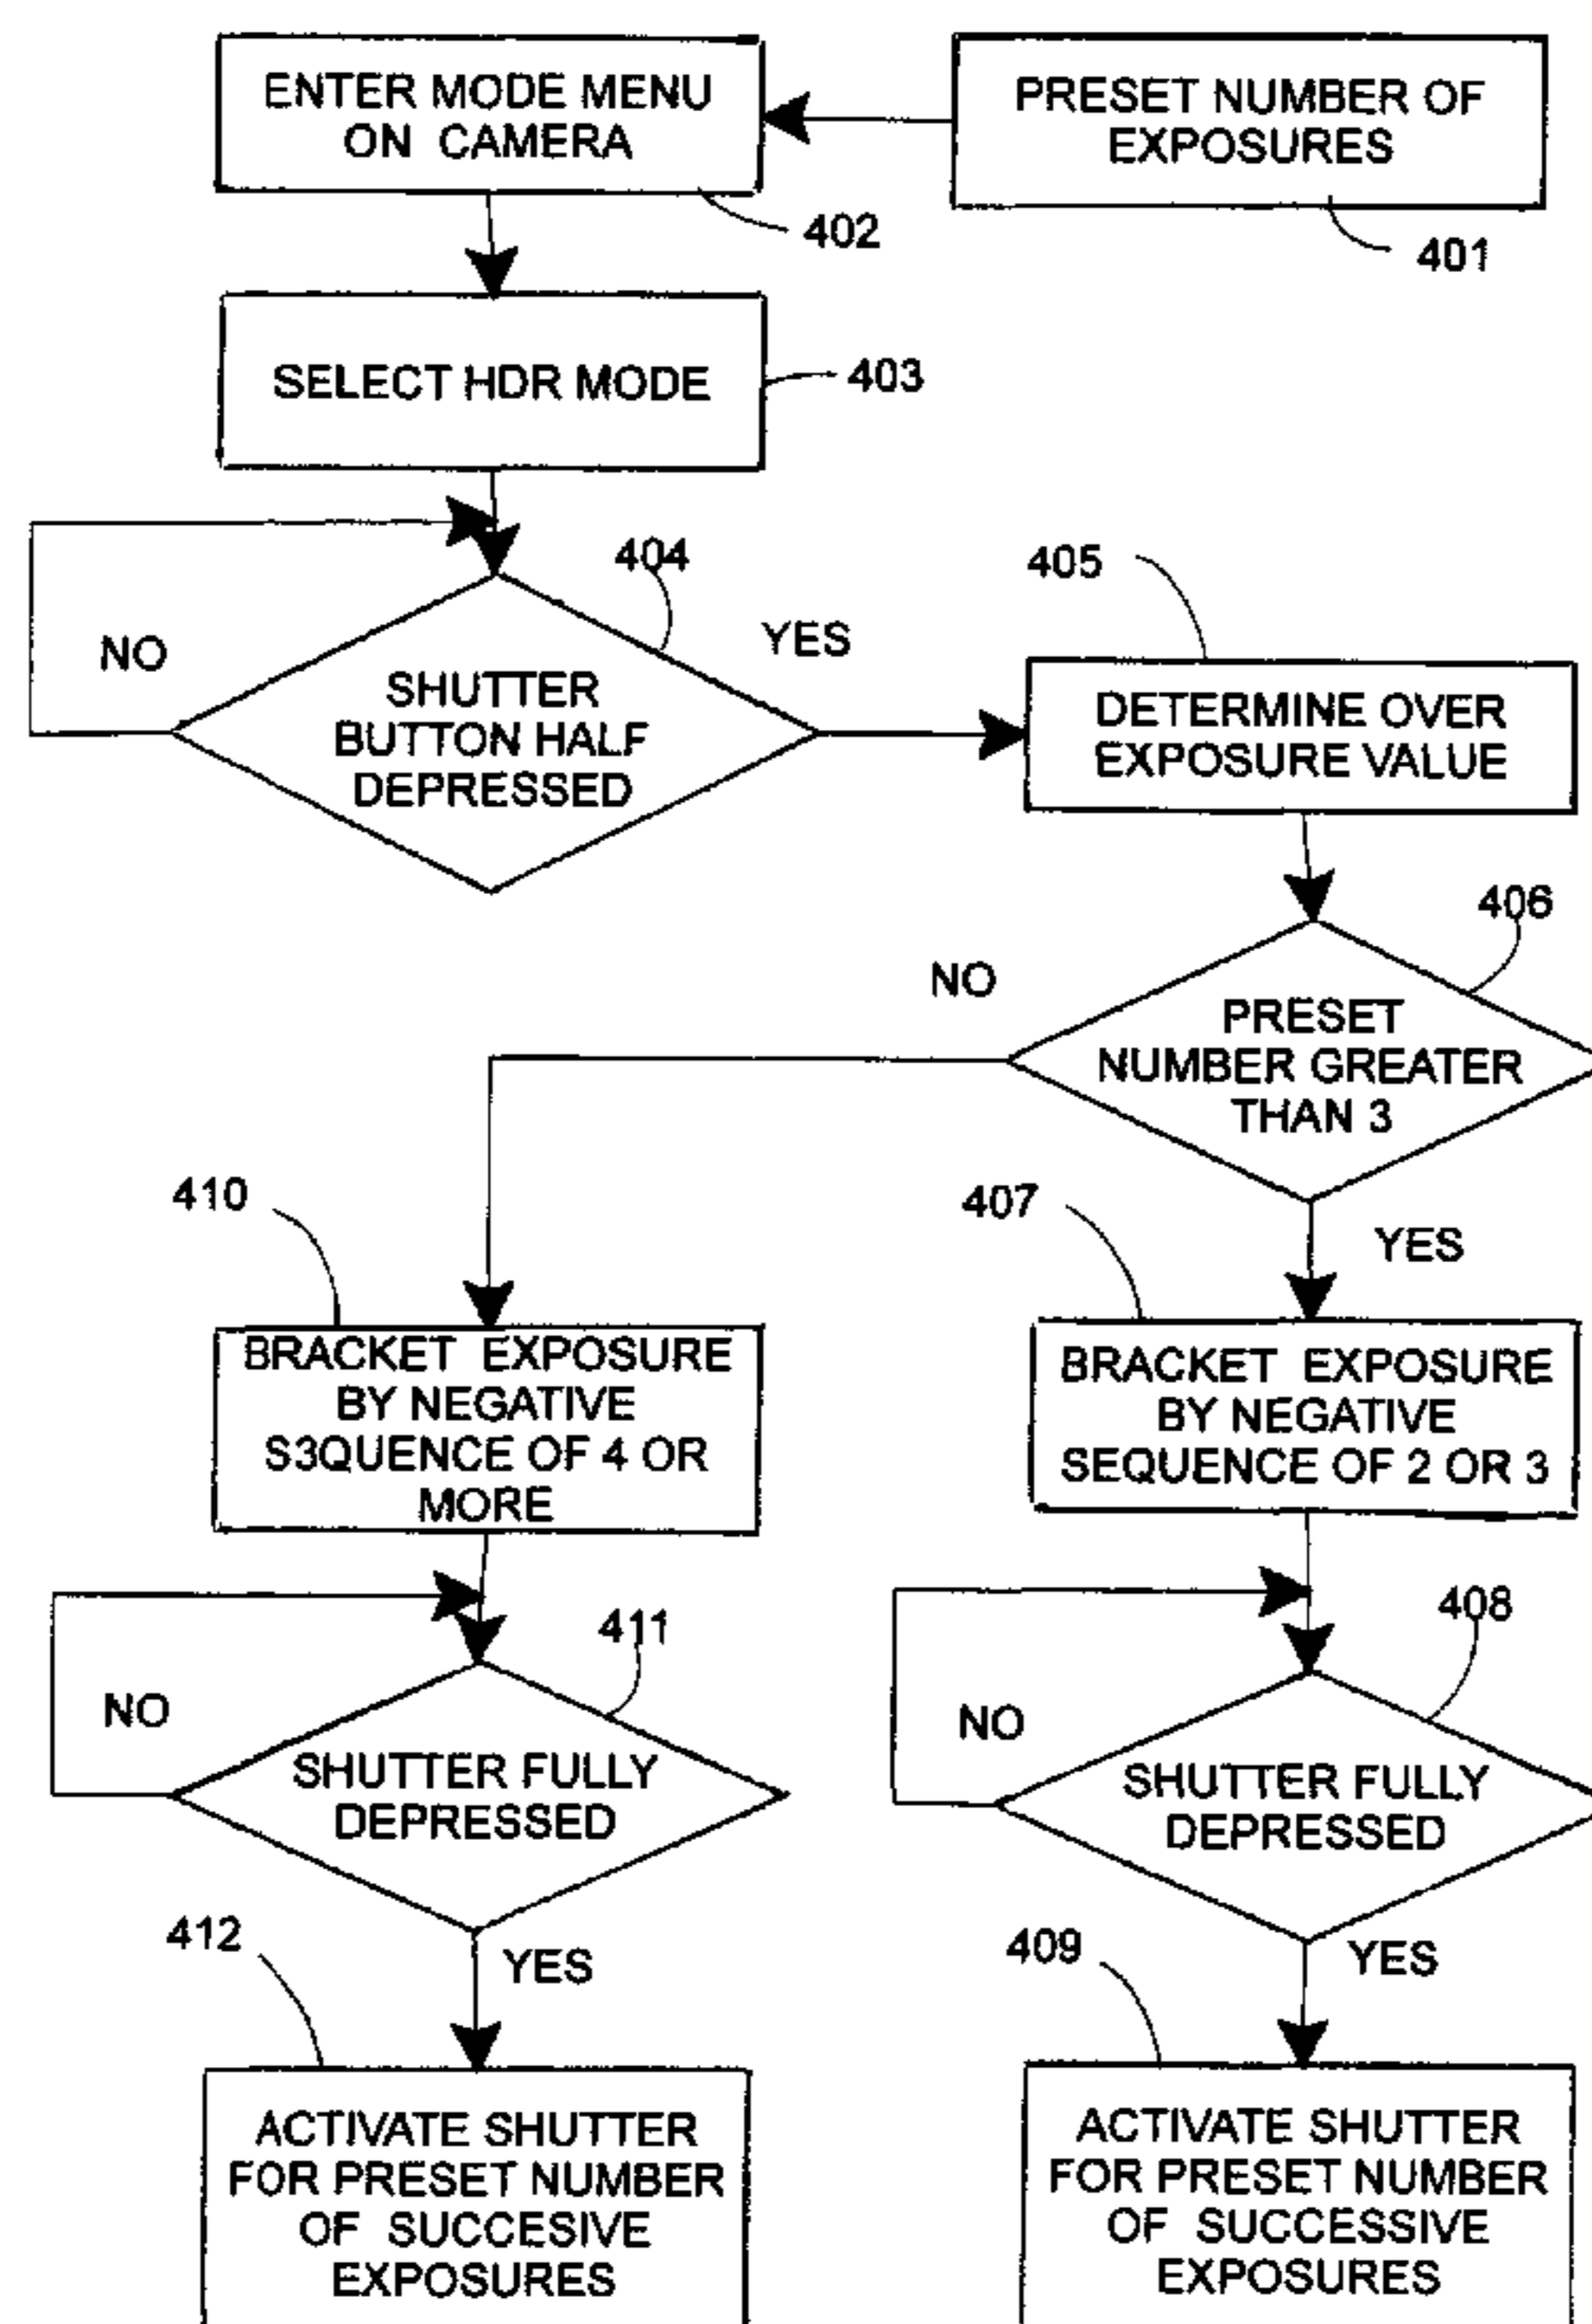 ENTER MODE MENU
ON CAMERA
PRESET NUMBER OF
EXPOSURES
402
401
SELECT HDR MODE
403
404
405
NO
YES
SHUTTER
BUTTON HALF
DEPRESSED
DETERMINE OVER
EXPOSURE VALUE
406
NO
PRESET
NUMBER GREATER
THAN 3
410
407
YES
BRACKET EXPOSURE
BY NEGATIVE
S3QUENCE OF 4 OR
MORE
BRACKET EXPOSURE
BY NEGATIVE
SEQUENCE OF 2 OR 3
411
408
NO
NO
SHUTTER FULLY
DEPRESSED
SHUTTER FULLY
DEPRESSED
412
YES
409
YES
ACTIVATE SHUTTER
FOR PRESET NUMBER
OF SUCCESIVE
EXPOSURES
ACTIVATE SHUTTER
FOR PRESET NUMBER
OF SUCCESSIVE
EXPOSURES